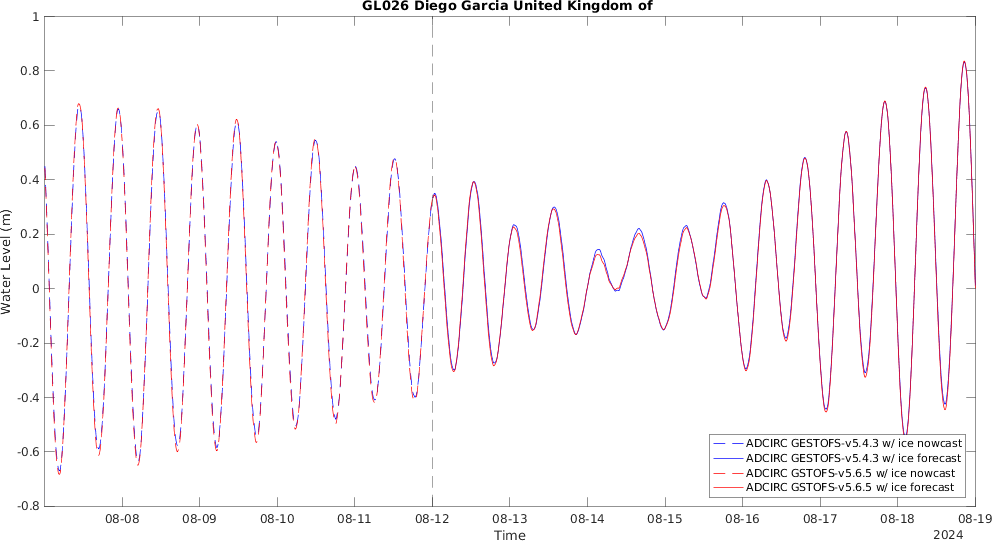 GL026 Diego Garcia United Kingdom of
1
0.8
0.6
0.4
0.2
0
-0.2
-0.4
-0.6
-0.8
Water Level (m)
08-08 08-09 08-10 08-11 08-12 08-13 08-14 08-15 08-16 08-17 08-18 08-19
Time
2024
ADCIRC GESTOFS-v5.4.3 w/ ice nowcast
ADCIRC GESTOFS-v5.4.3 w/ ice forecast
ADCIRC GSTOFS-v5.6.5 w/ ice nowcast
ADCIRC GSTOFS-v5.6.5 w/ ice forecast